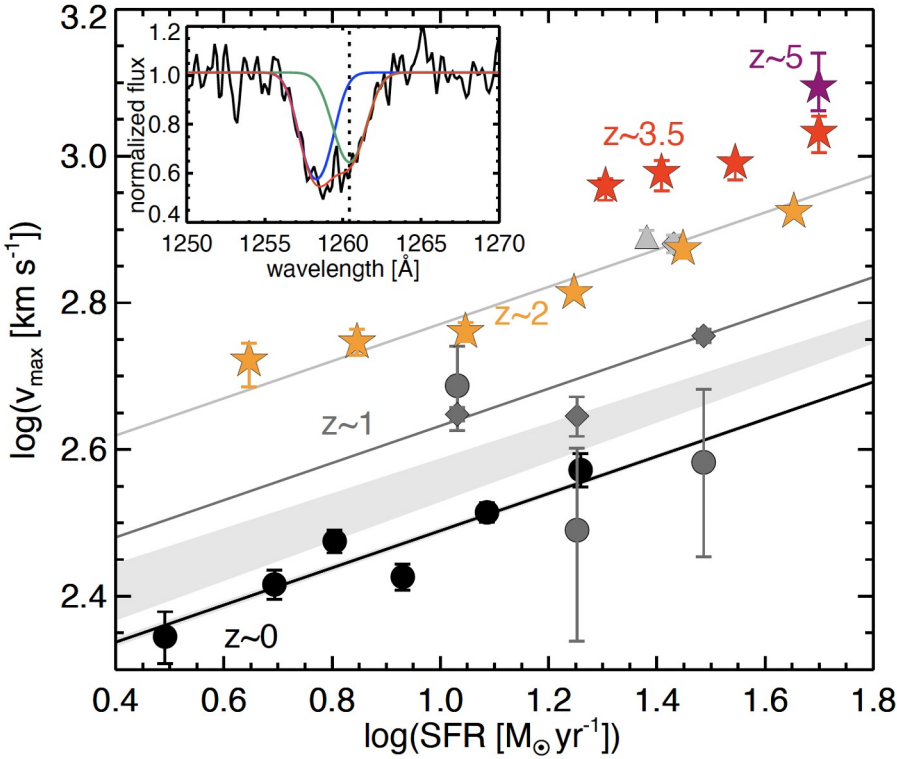 3.2
1.2
1.0
0.8
0.6
0.4
normalized flux
1250 1255 1260 1265 1270
wavelength [Å]
z~5
z~3.5
3.0
z~2
2.8
z~1
2.6
2.4
z~0
log(vmax [km s-1])
0.4 0.6 0.8 1.0 1.2 1.4 1.6 1.8
log(SFR [M☉ yr-1])